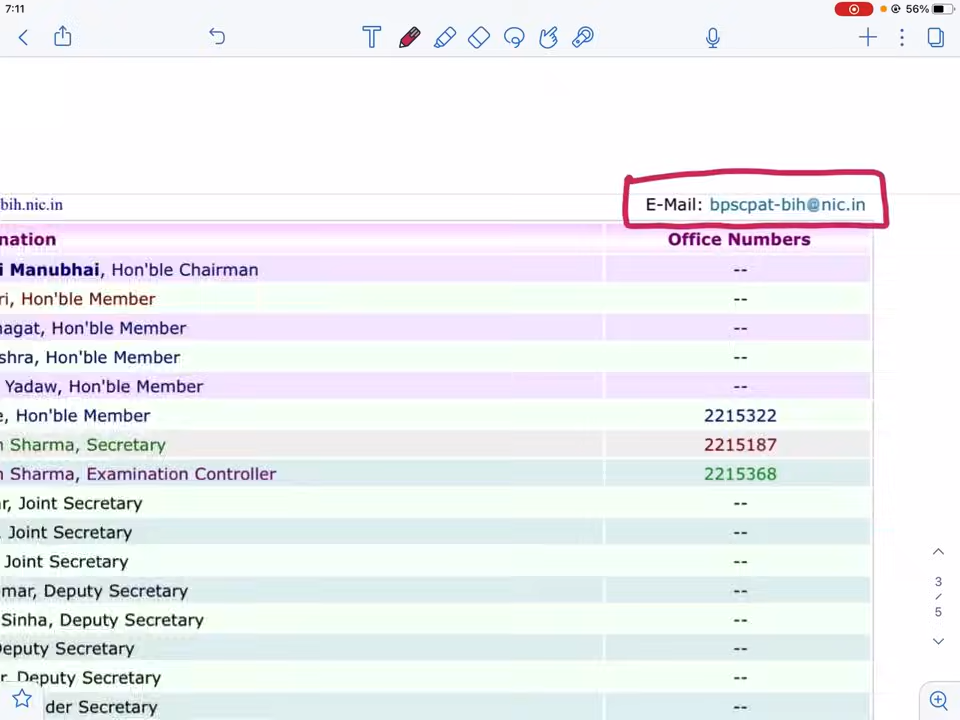 7:11
56%
bih.nic.in
E-Mail: bpscpat-bih@nic.in
nation
Office Numbers
i Manubhai, Hon'ble Chairman
--
ri, Hon'ble Member
--
nagat, Hon'ble Member
--
shra, Hon'ble Member
--
Yadaw, Hon'ble Member
--
e, Hon'ble Member
2215322
n Sharma, Secretary
2215187
n Sharma, Examination Controller
2215368
ar, Joint Secretary
--
, Joint Secretary
--
Joint Secretary
--
mar, Deputy Secretary
--
Sinha, Deputy Secretary
--
Deputy Secretary
--
r, Deputy Secretary
--
der Secretary
--
3
/
5